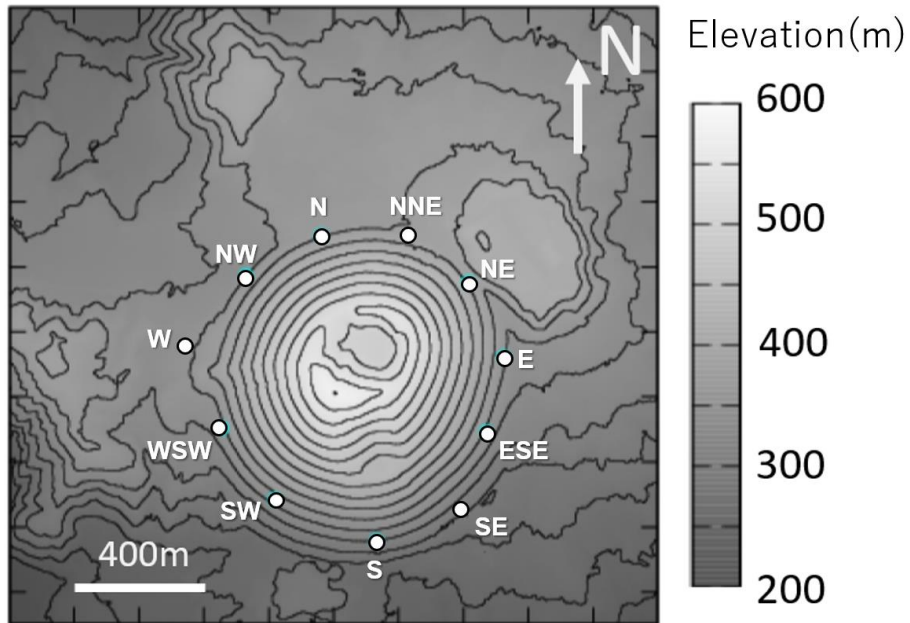 Elevation(m)
N
600
500
400
300
200
N
NNE
NW
NE
W
E
WSW
ESE
SW
SE
S
400m